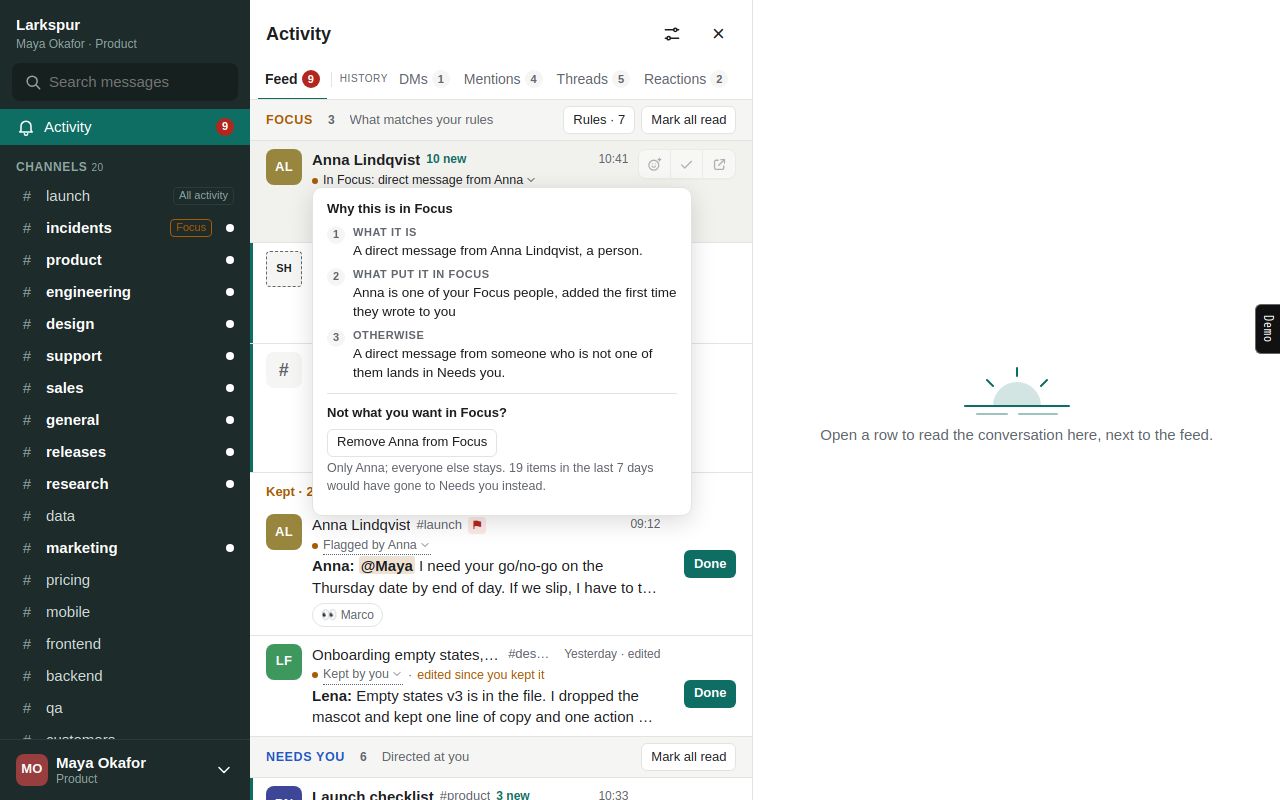 Larkspur
Maya Okafor · Product
Search messages
Activity 9
CHANNELS 20
# launch All activity
# incidents Focus
# product
# engineering
# design
# support
# sales
# general
# releases
# research
# data
# marketing
# pricing
# mobile
# frontend
# backend
# qa
# customers
MO
Maya Okafor
Product
Activity
Feed 9 HISTORY DMs 1 Mentions 4 Threads 5 Reactions 2
FOCUS 3 What matches your rules Rules · 7 Mark all read
AL
Anna Lindqvist 10 new 10:41
In Focus: direct message from Anna
SH
#
Why this is in Focus
1 WHAT IT IS
A direct message from Anna Lindqvist, a person.
2 WHAT PUT IT IN FOCUS
Anna is one of your Focus people, added the first time
they wrote to you
3 OTHERWISE
A direct message from someone who is not one of
them lands in Needs you.
Not what you want in Focus?
Remove Anna from Focus
Only Anna; everyone else stays. 19 items in the last 7 days
would have gone to Needs you instead.
Kept · 2
AL
Anna Lindqvist #launch 09:12
Flagged by Anna
Anna: @Maya I need your go/no-go on the
Thursday date by end of day. If we slip, I have to t…
Done
Marco
LF
Onboarding empty states,… #des… Yesterday · edited
Kept by you · edited since you kept it
Lena: Empty states v3 is in the file. I dropped the
mascot and kept one line of copy and one action …
Done
NEEDS YOU 6 Directed at you Mark all read
Launch checklist #product 3 new 10:33
Open a row to read the conversation here, next to the feed.
Demo